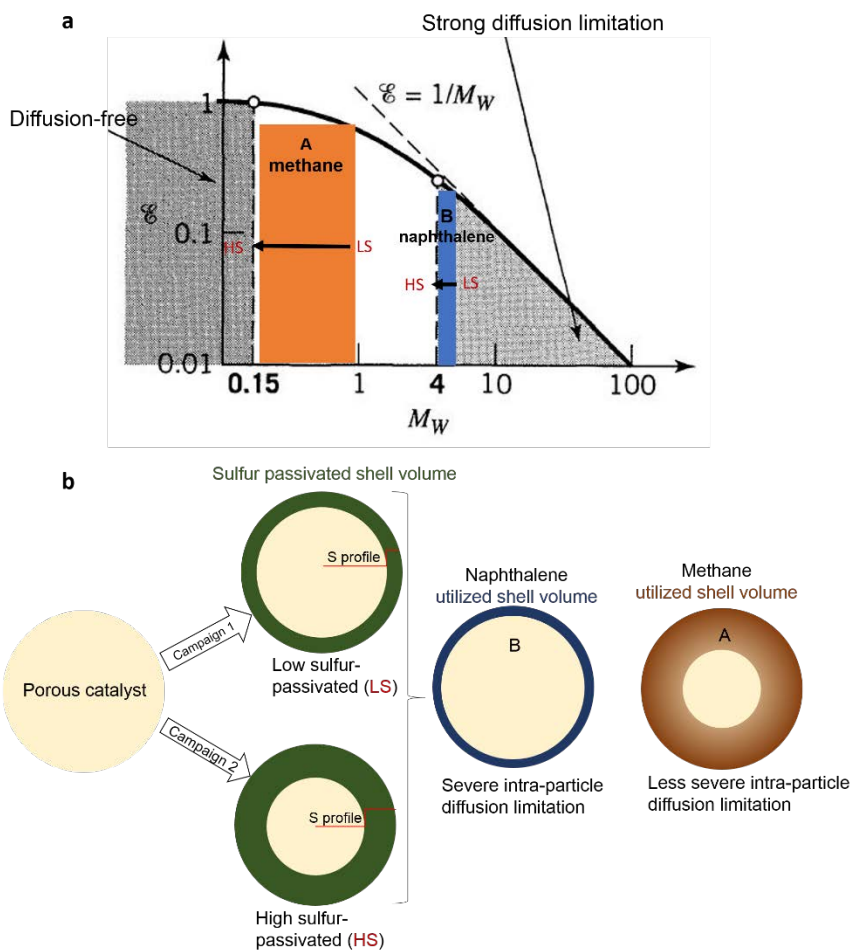 a
Strong diffusion limitation
ℰ = 1/M_W
1
Diffusion-free
A
methane
ℰ
0.1
B
naphthalene
HS
LS
HS
LS
0.01
0.15
1
4
10
100
M_W
b
Sulfur passivated shell volume
S profile
Campaign 1
Low sulfur-
passivated (LS)
Porous catalyst
Campaign 2
S profile
High sulfur-
passivated (HS)
Naphthalene
utilized shell volume
B
Severe intra-particle
diffusion limitation
Methane
utilized shell volume
A
Less severe intra-particle
diffusion limitation